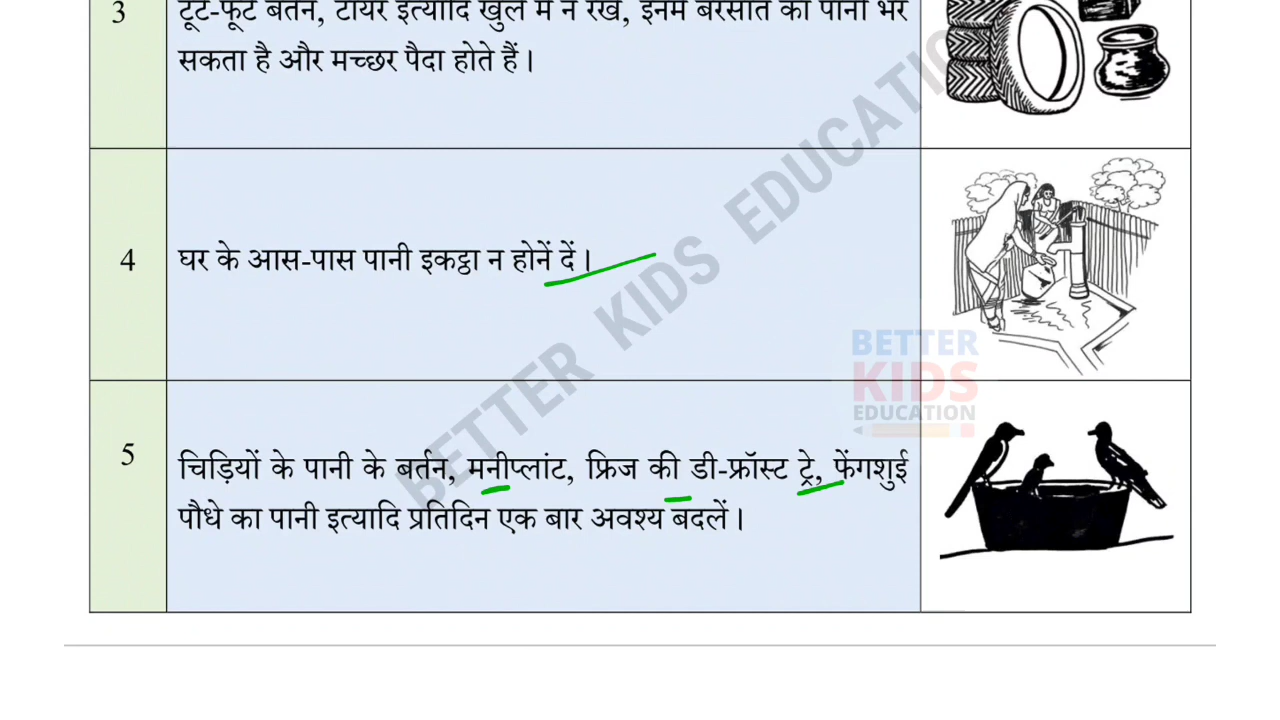 3
टूटे-फूटे बर्तन, टायर इत्यादि खुले में न रखें, इनमें बरसात का पानी भर
सकता है और मच्छर पैदा होते हैं।
4
घर के आस-पास पानी इकट्ठा न होनें दें।
5
चिड़ियों के पानी के बर्तन, मनीप्लांट, फ्रिज की डी-फ्रॉस्ट ट्रे, फेंगशुई
पौधे का पानी इत्यादि प्रतिदिन एक बार अवश्य बदलें।
BETTER KIDS EDUCATION
BETTER
KIDS
EDUCATION